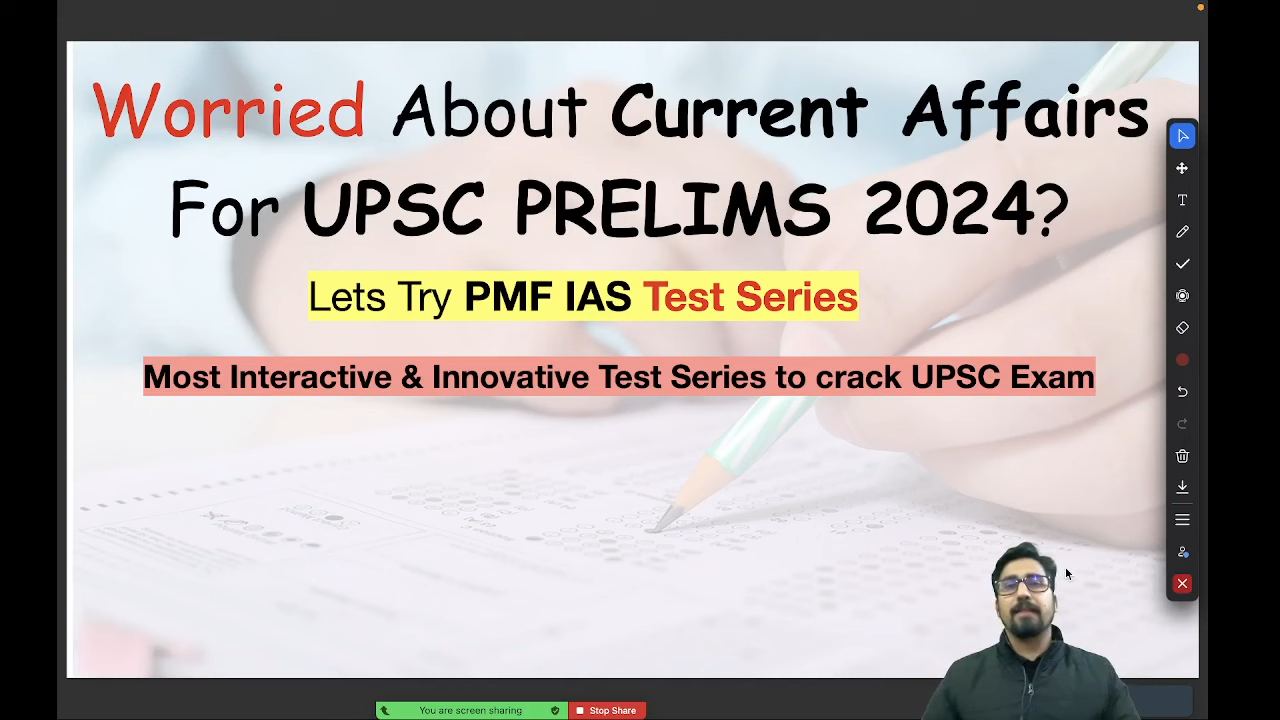 Worried About Current Affairs
For UPSC PRELIMS 2024?
Lets Try PMF IAS Test Series
Most Interactive & Innovative Test Series to crack UPSC Exam
T
You are screen sharing
Stop Share